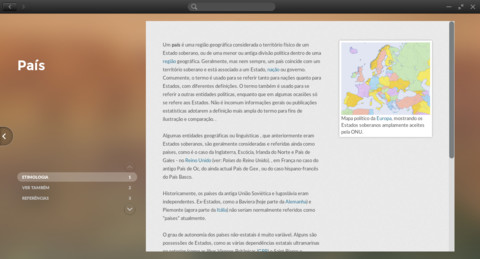 País
ETIMOLOGIA
VER TAMBÉM
REFERÊNCIAS
Um país é uma região geográfica considerada o território físico de um
Estado soberano, ou de uma menor ou antiga divisão política dentro de uma
região geográfica. Geralmente, mas nem sempre, um país coincide com um
território soberano e está associado a um Estado, nação ou governo.
Comumente, o termo é usado para se referir tanto para nações quanto para
Estados, com diferentes definições. O termo também é usado para se
referir a outras entidades políticas, enquanto que em algumas ocasiões só
se refere aos Estados. Não é incomum informações gerais ou publicações
estatísticas adotarem a definição mais ampla do termo para fins de
ilustração e comparação.
Mapa político da Europa, mostrando os
Estados soberanos amplamente aceitos
pela ONU.
Algumas entidades geográficas ou linguísticas, que anteriormente eram
Estados soberanos, são geralmente consideradas e referidas ainda como
países, como é o caso da Inglaterra, Escócia, Irlanda do Norte e País de
Gales - os Reino Unido (ver: Países do Reino Unido)., em França no caso do
antigo País de Oc, do ainda actual País de Gex, ou do caso hispano-francês
do País Basco.
Historicamente, os países da antiga União Soviética e Iugoslávia eram
independentes. Ex-Estados, como a Baviera (hoje parte da Alemanha) e
Piemonte (agora parte da Itália) não seriam normalmente referidos como
"países" atualmente.
O grau de autonomia dos países não-estatais é muito variável. Alguns são
possessões de Estados, como as várias dependências estatais ultramarinas